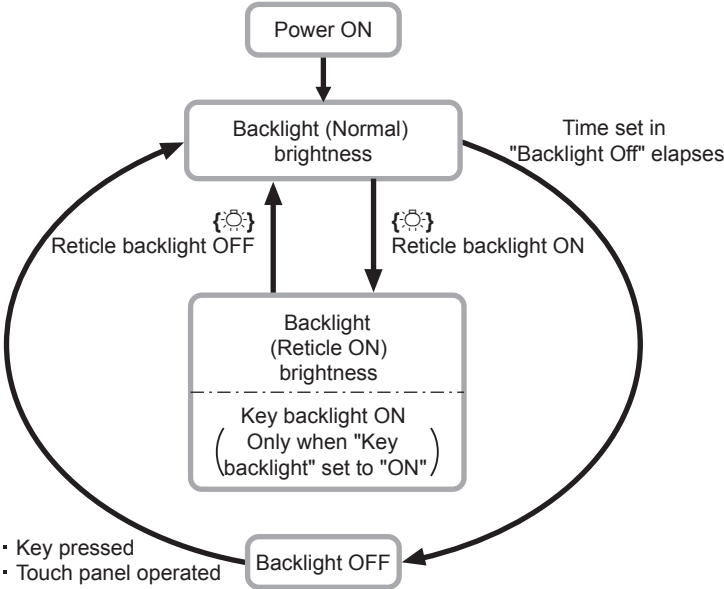 Power ON
Backlight (Normal)
brightness
Time set in
"Backlight Off" elapses
{☼}
Reticle backlight OFF
{☼}
Reticle backlight ON
Backlight
(Reticle ON)
brightness
Key backlight ON
(Only when "Key
backlight" set to "ON")
· Key pressed
· Touch panel operated
Backlight OFF